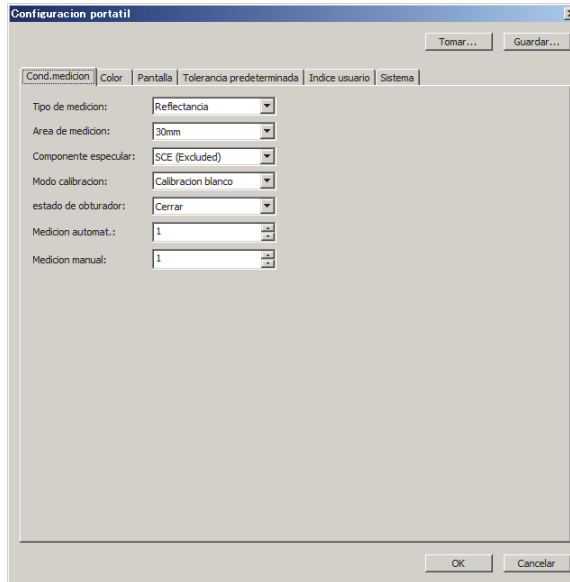 Configuracion portatil
Tomar... Guardar...
Cond.medicion Color Pantalla Tolerancia predeterminada Indice usuario Sistema
Tipo de medicion: Reflectancia
Area de medicion: 30mm
Componente especular: SCE (Excluded)
Modo calibracion: Calibracion blanco
estado de obturador: Cerrar
Medicion automat.: 1
Medicion manual: 1
OK Cancelar